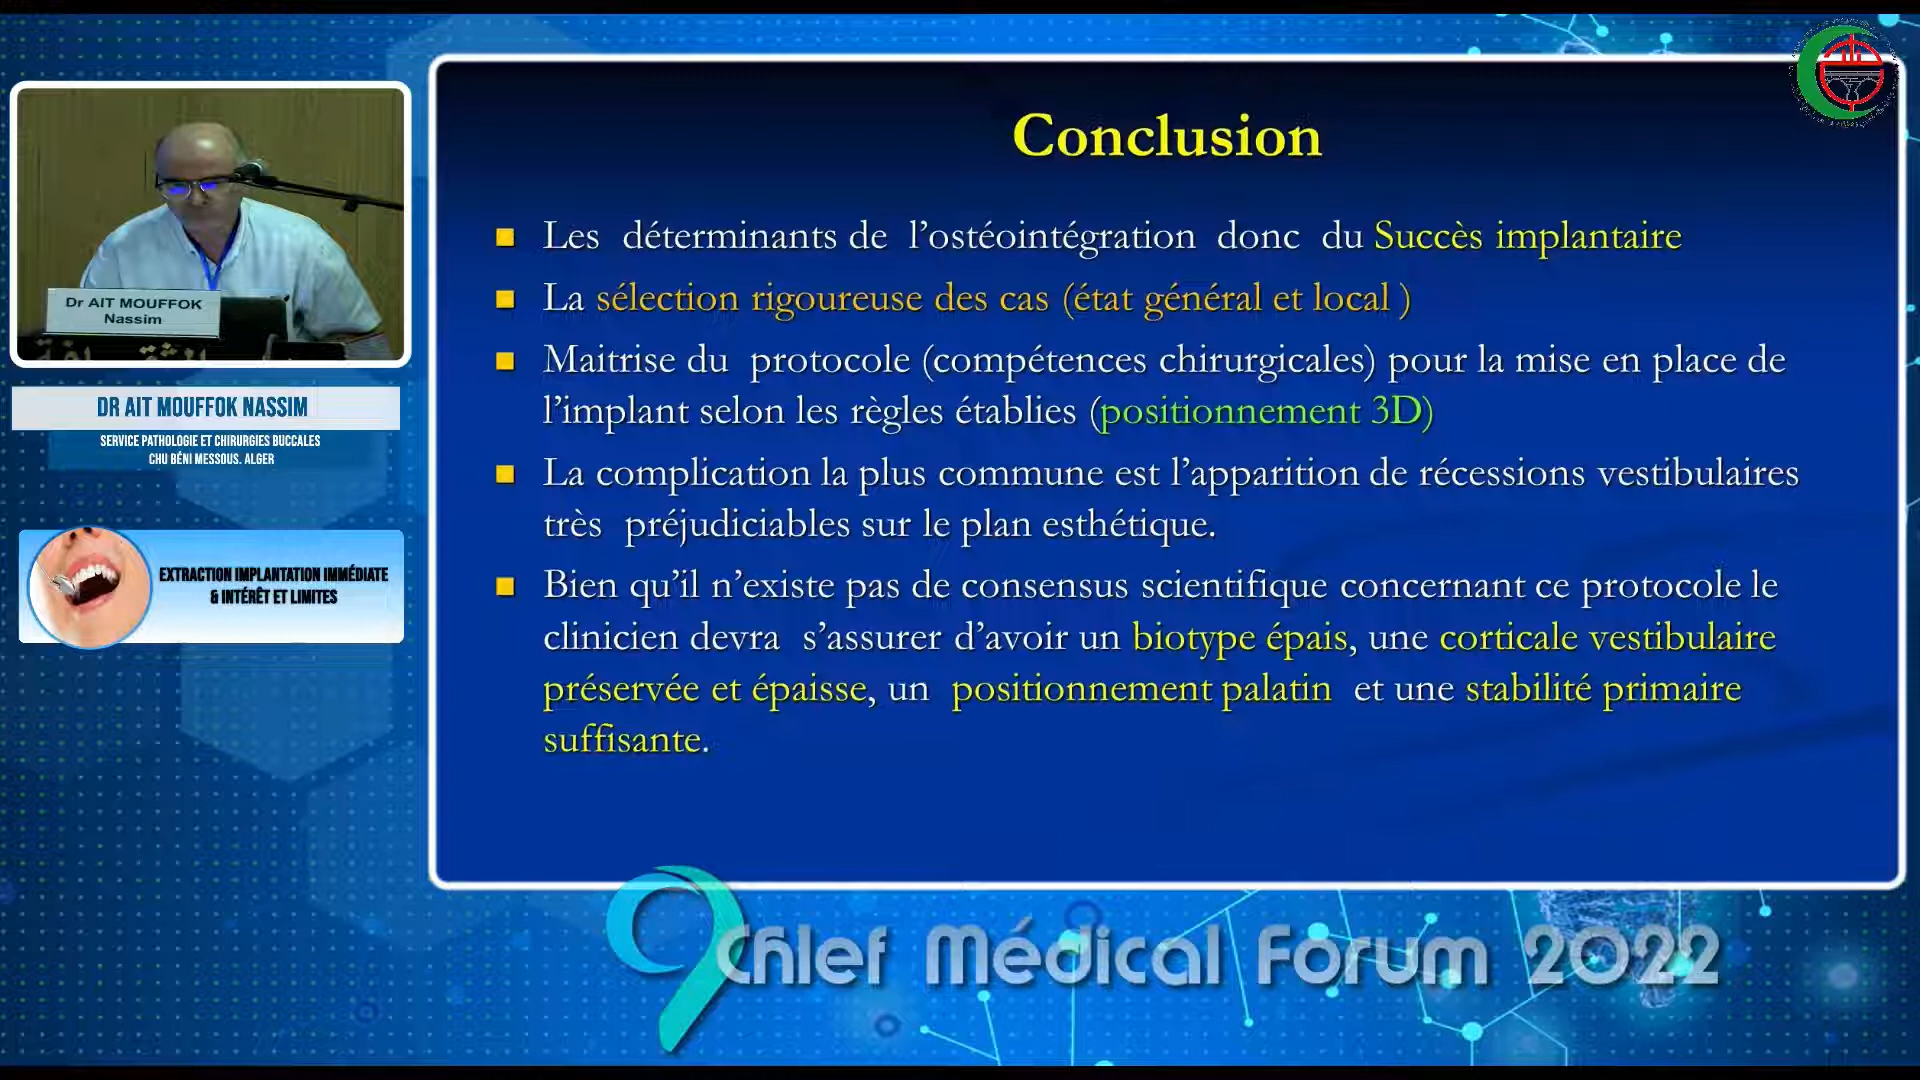 Dr AIT MOUFFOK
Nassim
DR AIT MOUFFOK NASSIM
SERVICE PATHOLOGIE ET CHIRURGIES BUCCALES
CHU BÉNI MESSOUS. ALGER
EXTRACTION IMPLANTATION IMMÉDIATE
& INTÉRÊT ET LIMITES
Conclusion
Les déterminants de l’ostéointégration donc du Succès implantaire
La sélection rigoureuse des cas (état général et local )
Maitrise du protocole (compétences chirurgicales) pour la mise en place de
l’implant selon les règles établies (positionnement 3D)
La complication la plus commune est l’apparition de récessions vestibulaires
très préjudiciables sur le plan esthétique.
Bien qu’il n’existe pas de consensus scientifique concernant ce protocole le
clinicien devra s’assurer d’avoir un biotype épais, une corticale vestibulaire
préservée et épaisse, un positionnement palatin et une stabilité primaire
suffisante.
9 Chlef Médical Forum 2022